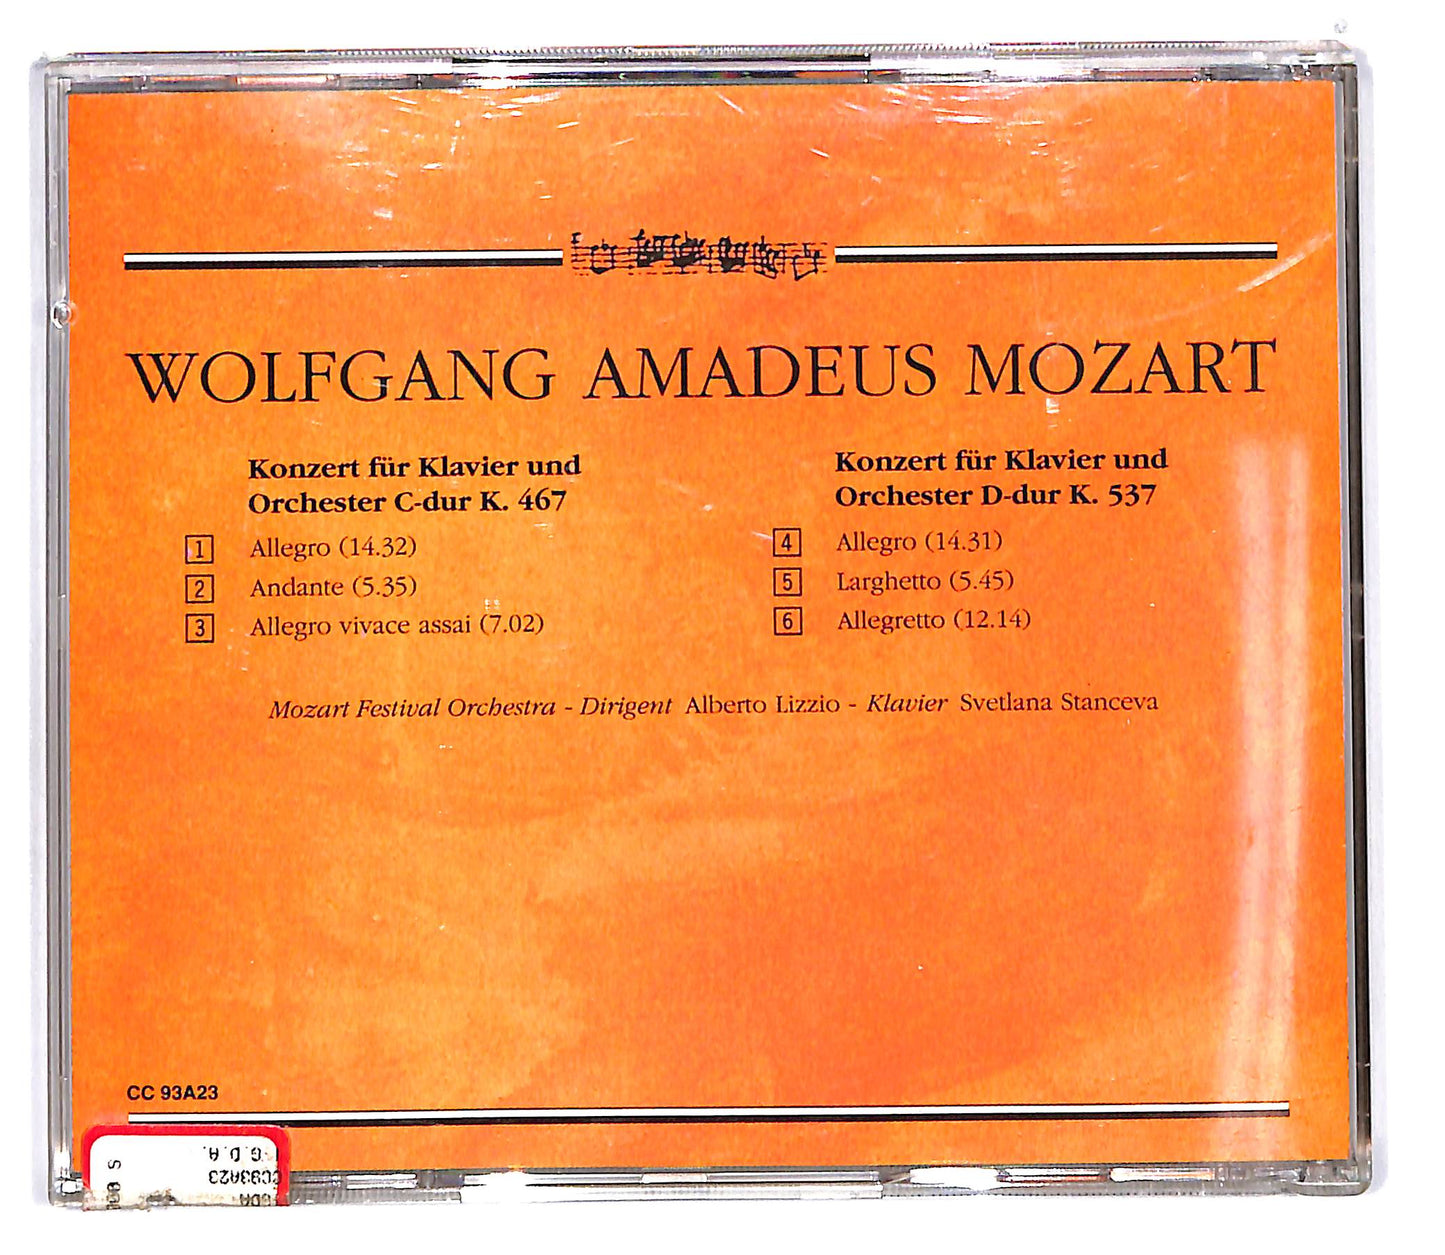 WOLFGANG AMADEUS MOZART
Konzert für Klavier und
Orchester C-dur K. 467
1 Allegro (14.32)
2 Andante (5.35)
3 Allegro vivace assai (7.02)
Konzert für Klavier und
Orchester D-dur K. 537
4 Allegro (14.31)
5 Larghetto (5.45)
6 Allegretto (12.14)
Mozart Festival Orchestra - Dirigent Alberto Lizzio - Klavier Svetlana Stanceva
CC 93A23
G.D.A.
CC93A23
GDA
S